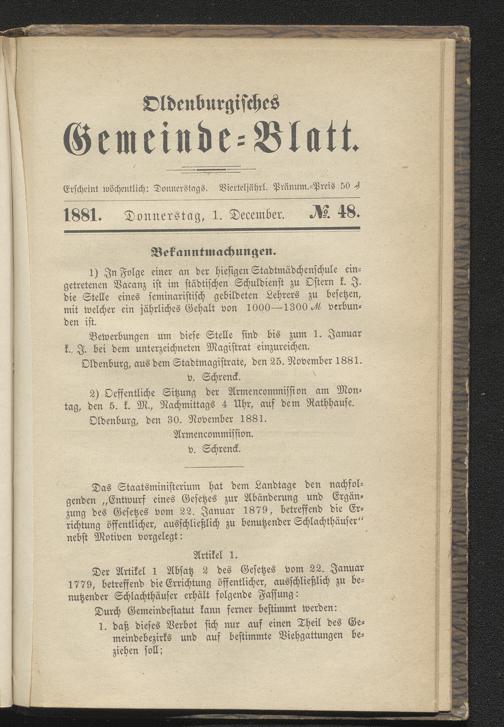 Oldenburgisches
Gemeinde=Blatt.
Erscheint wöchentlich: Donnerstags. Vierteljährl. Pränum.=Preis 50 ₰
1881. Donnerstag, 1. December. №. 48.
Bekanntmachungen.
1) In Folge einer an der hiesigen Stadtmädchenschule ein=
getretenen Vacanz ist im städtischen Schuldienst zu Ostern k. J.
die Stelle eines seminaristisch gebildeten Lehrers zu besetzen,
mit welcher ein jährliches Gehalt von 1000—1300 ℳ verbun=
den ist.
Bewerbungen um diese Stelle sind bis zum 1. Januar
k. J. bei dem unterzeichneten Magistrat einzureichen.
Oldenburg, aus dem Stadtmagistrate, den 25. November 1881.
v. Schrenck.
2) Oeffentliche Sitzung der Armencommission am Mon=
tag, den 5. k. M., Nachmittags 4 Uhr, auf dem Rathhause.
Oldenburg, den 30. November 1881.
Armencommission.
v. Schrenck.
Das Staatsministerium hat dem Landtage den nachfol=
genden „Entwurf eines Gesetzes zur Abänderung und Ergän=
zung des Gesetzes vom 22. Januar 1879, betreffend die Er=
richtung öffentlicher, ausschließlich zu benutzender Schlachthäuser“
nebst Motiven vorgelegt:
Artikel 1.
Der Artikel 1 Absatz 2 des Gesetzes vom 22. Januar
1779, betreffend die Errichtung öffentlicher, ausschließlich zu be=
nutzender Schlachthäuser erhält folgende Fassung:
Durch Gemeindestatut kann ferner bestimmt werden:
1. daß dieses Verbot sich nur auf einen Theil des Ge=
meindebezirks und auf bestimmte Viehgattungen be=
ziehen soll;